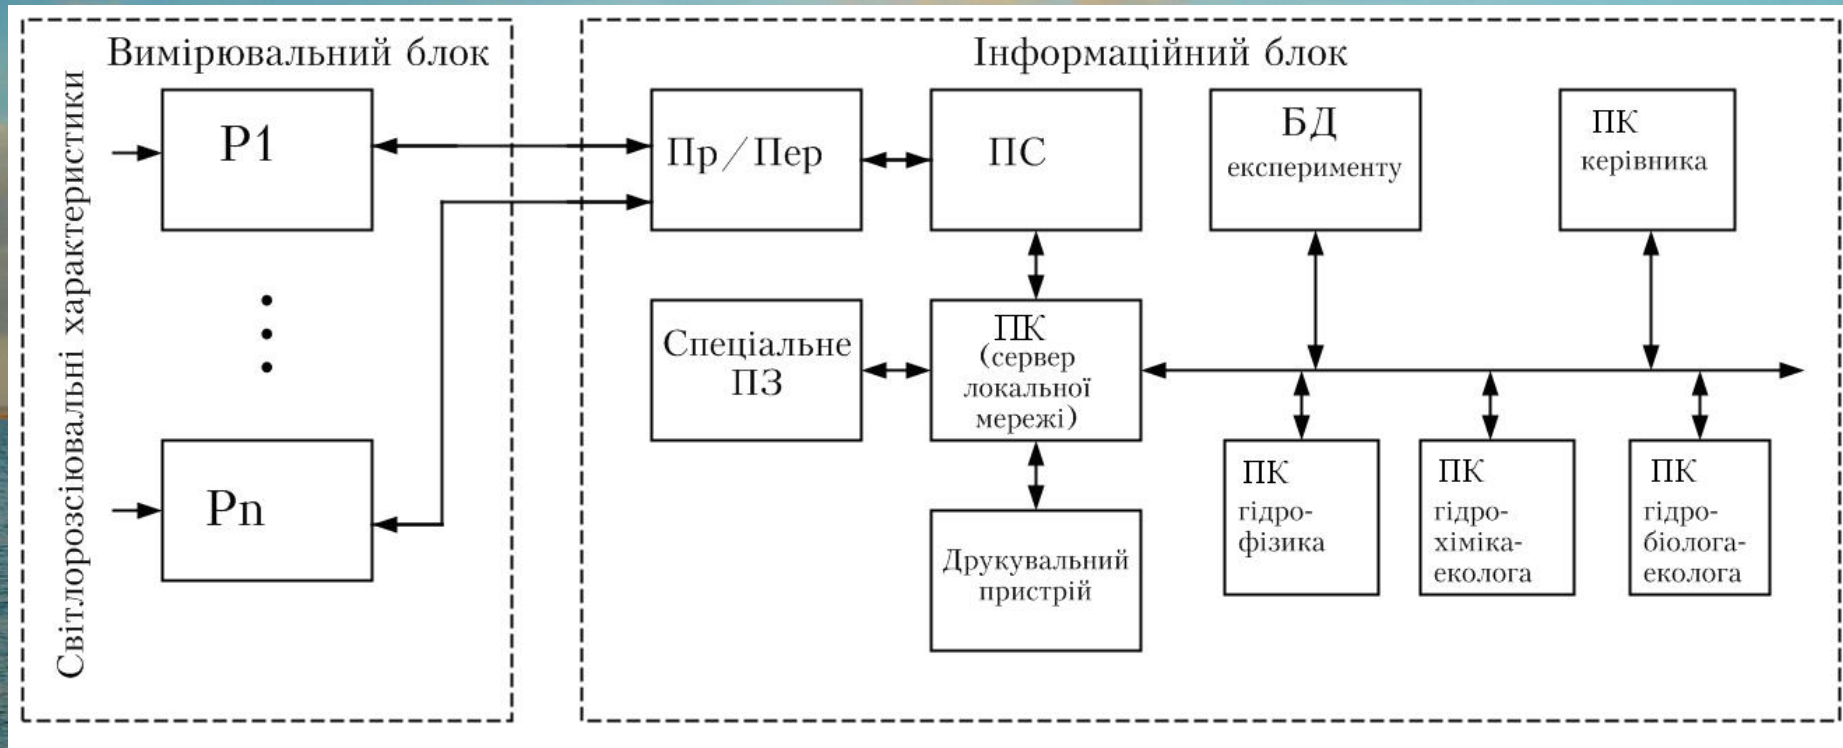 Вимірювальний блок
Світлорозсіювальні характеристики
Р1
Рn
Інформаційний блок
Пр/Пер
ПС
БД
експерименту
ПК
керівника
Спеціальне
ПЗ
ПК
(сервер
локальної
мережі)
Друкувальний
пристрій
ПК
гідро-
фізика
ПК
гідро-
хіміка-
еколога
ПК
гідро-
біолога-
еколога